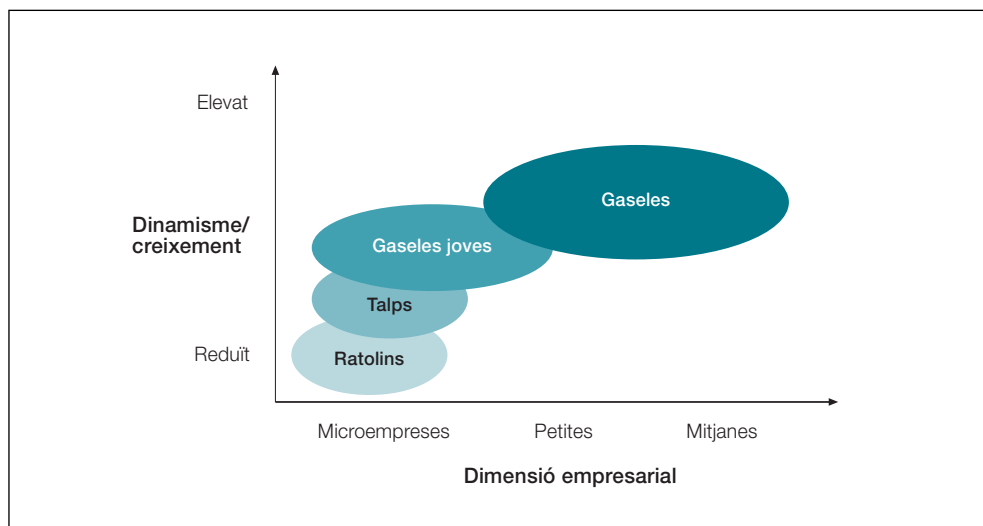 Elevat
Gaseles
Dinamisme/
creixement
Gaseles joves
Talps
Reduït
Ratolins
Microempreses Petites Mitjanes
Dimensió empresarial